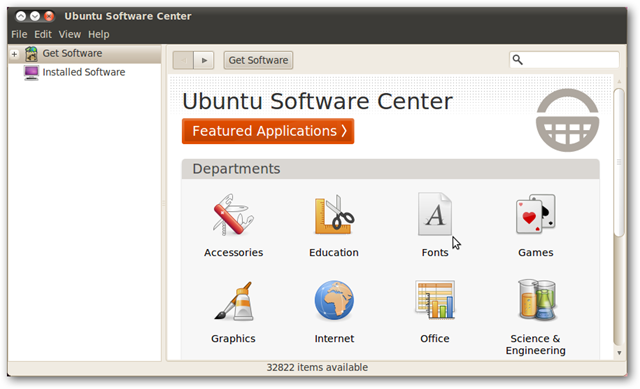 Ubuntu Software Center
File Edit View Help
Get Software
Installed Software
Get Software
Ubuntu Software Center
Featured Applications
Departments
Accessories
Education
Fonts
Games
Graphics
Internet
Office
Science &
Engineering
32822 items available